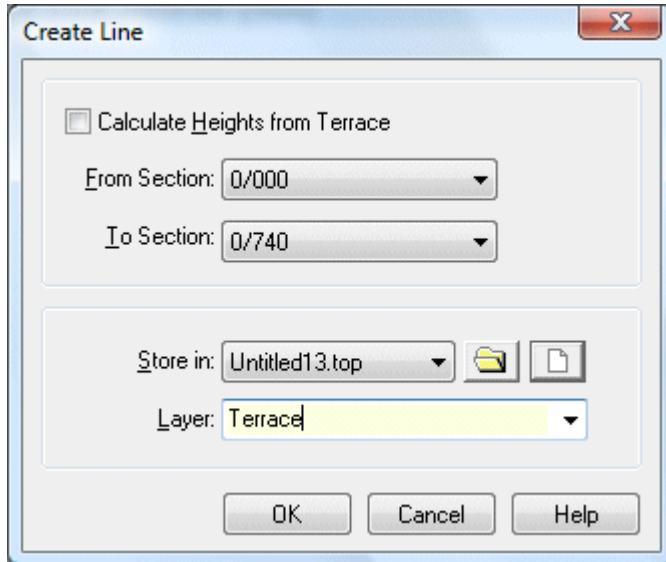 Create Line
X
Calculate Heights from Terrace
From Section: 0/000
To Section: 0/740
Store in: Untitled13.top
Layer: Terrace
OK Cancel Help